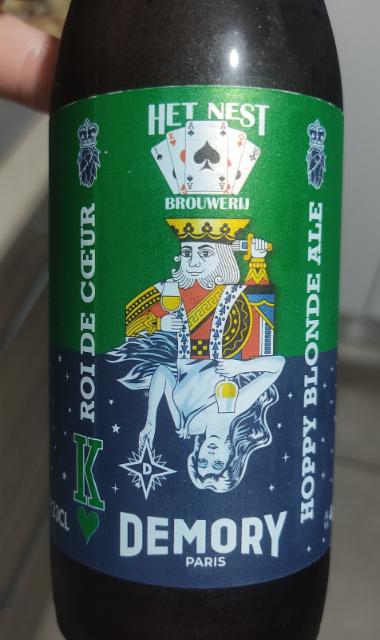 HET NEST
BROUWERIJ
ROI DE CŒUR
K
HOPPY BLONDE ALE
D
DEMORY
PARIS